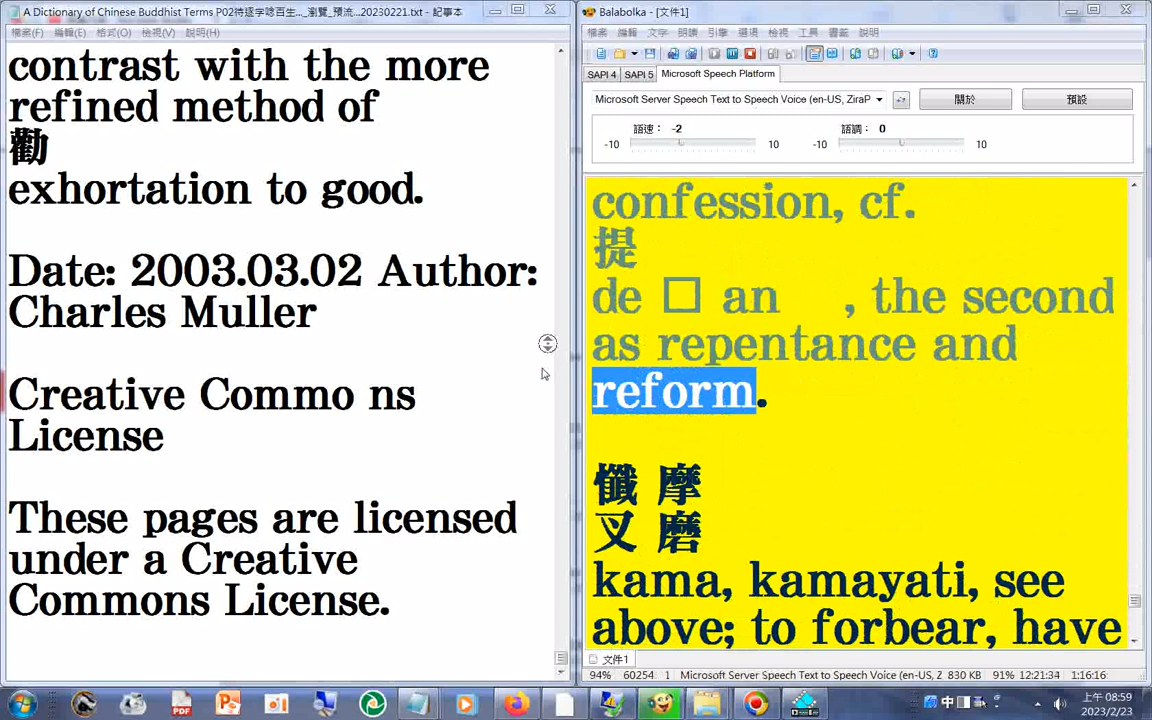 A Dictionary of Chinese Buddhist Terms P02待逐字唸百生..._瀏覽_預流...20230221.txt - 記事本
檔案(F) 編輯(E) 格式(O) 檢視(V) 說明(H)
contrast with the more
refined method of
勸
exhortation to good.
Date: 2003.03.02 Author:
Charles Muller
Creative Commo ns
License
These pages are licensed
under a Creative
Commons License.
Balabolka - [文件1]
檔案 編輯 文字 朗讀 引擎 選項 檢視 工具 書籤 說明
SAPI 4 SAPI 5 Microsoft Speech Platform
Microsoft Server Speech Text to Speech Voice (en-US, ZiraP
關於 預設
語速: -2 語調: 0
-10 10 -10 10
confession, cf.
提
de □ an , the second
as repentance and
reform.
懺 摩
叉 磨
kama, kamayati, see
above; to forbear, have
文件1
94% 60254 1 Microsoft Server Speech Text to Speech Voice (en-US, Z 830 KB 91% 12:21:34 1:16:16
PDF
中
上午 08:59
2023/2/23